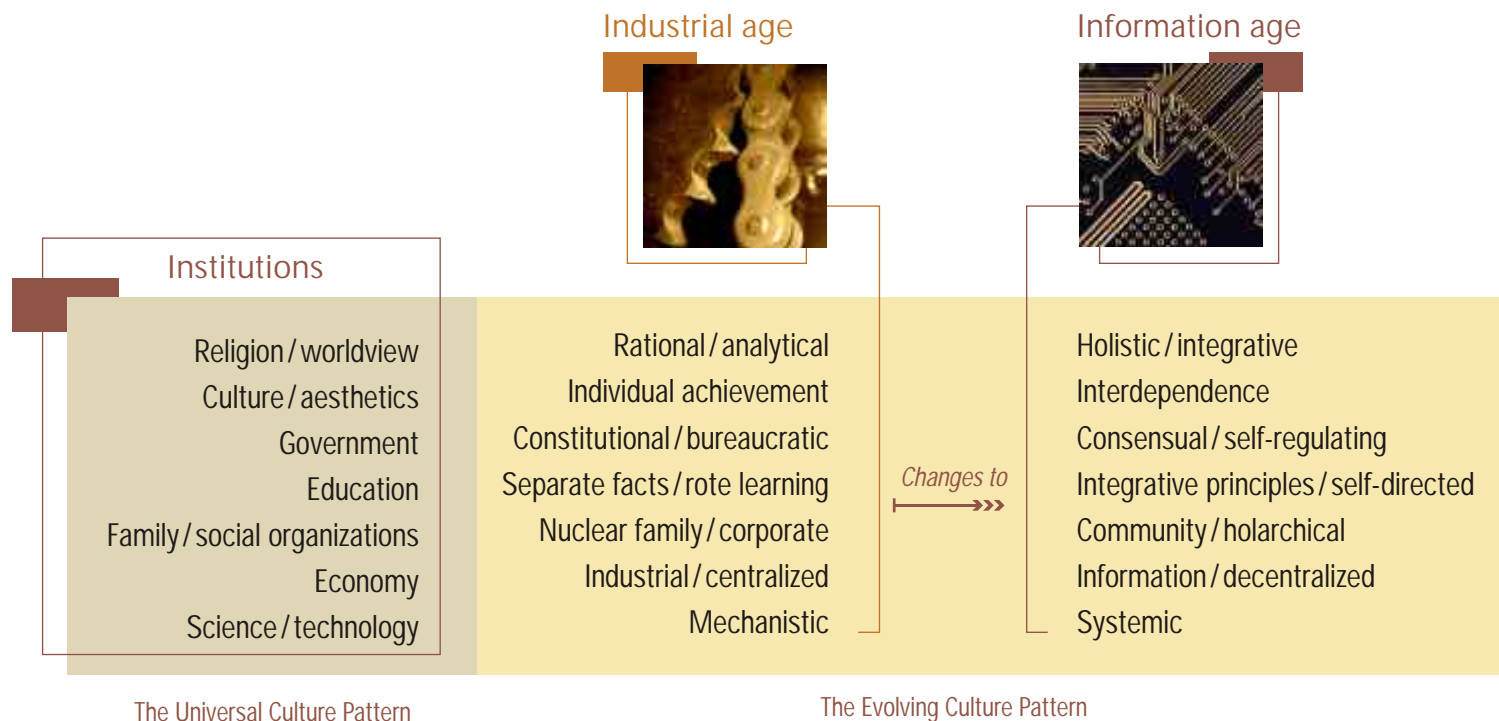 Industrial age
Information age
Institutions
Religion / worldview
Culture / aesthetics
Government
Education
Family / social organizations
Economy
Science / technology
Rational / analytical
Individual achievement
Constitutional / bureaucratic
Separate facts / rote learning
Nuclear family / corporate
Industrial / centralized
Mechanistic
Changes to
Holistic / integrative
Interdependence
Consensual / self-regulating
Integrative principles / self-directed
Community / holarchical
Information / decentralized
Systemic
The Universal Culture Pattern
The Evolving Culture Pattern